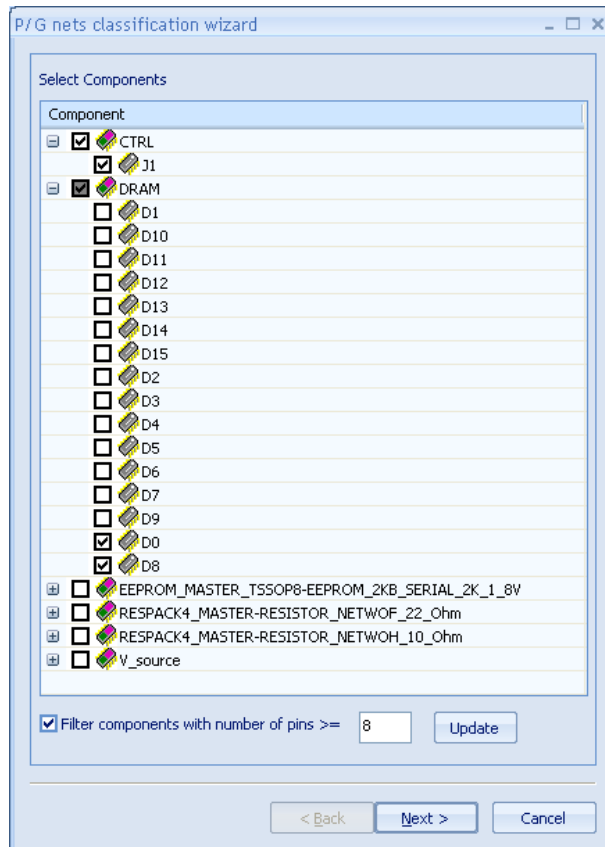 P/G nets classification wizard
Select Components
Component
CTRL
J1
DRAM
D1
D10
D11
D12
D13
D14
D15
D2
D3
D4
D5
D6
D7
D9
D0
D8
EEPROM_MASTER_TSSOP8-EEPROM_2KB_SERIAL_2K_1_8V
RESPACK4_MASTER-RESISTOR_NETWOF_22_Ohm
RESPACK4_MASTER-RESISTOR_NETWOH_10_Ohm
V_source
Filter components with number of pins >= 8 Update
< Back Next > Cancel